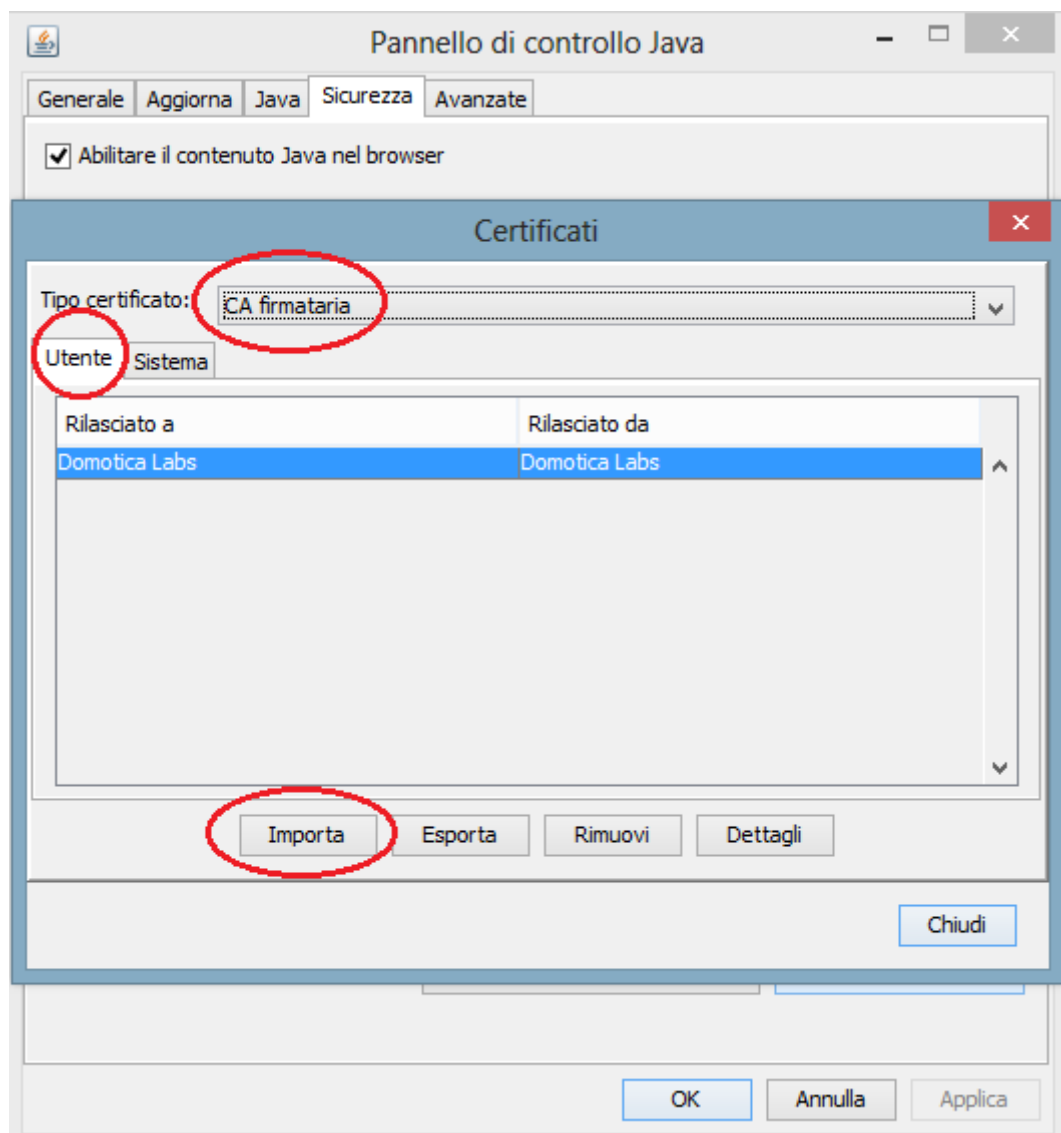 Pannello di controllo Java
Generale Aggiorna Java Sicurezza Avanzate
Abilitare il contenuto Java nel browser
Certificati
Tipo certificato: CA firmataria
Utente Sistema
Rilasciato a Rilasciato da
Domotica Labs Domotica Labs
Importa Esporta Rimuovi Dettagli
Chiudi
OK Annulla Applica